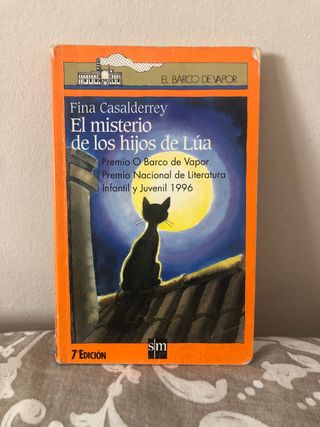 EL BARCO DE VAPOR
Fina Casalderrey
El misterio
de los hijos de Lúa
Premio O Barco de Vapor
Premio Nacional de Literatura
Infantil y Juvenil 1996
7ª EDICIÓN
sm